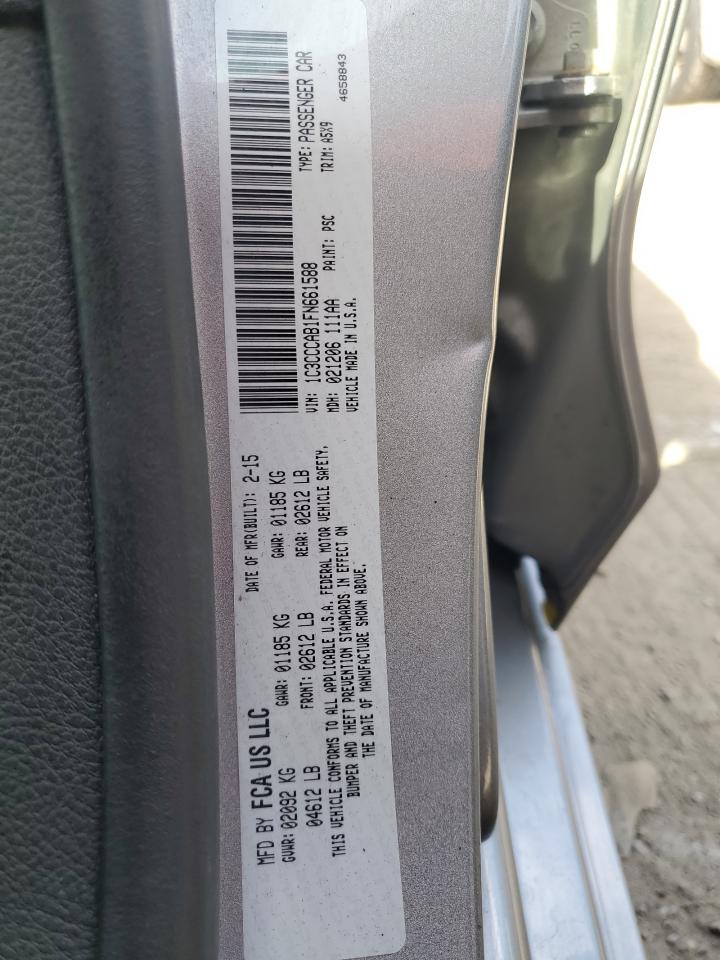 MFD BY FCA US LLC
DATE OF MFR(BUILT): 2-15
GVWR: 02092 KG
GAWR: 01185 KG
GAWR: 01185 KG
04612 LB
FRONT: 02612 LB
REAR: 02612 LB
THIS VEHICLE CONFORMS TO ALL APPLICABLE U.S.A. FEDERAL MOTOR VEHICLE SAFETY,
BUMPER AND THEFT PREVENTION STANDARDS IN EFFECT ON
THE DATE OF MANUFACTURE SHOWN ABOVE.
VIN: 1C3CCCAB1FN661588
TYPE: PASSENGER CAR
MDH: 021206 111AA
PAINT: PSC
TRIM: A5X9
VEHICLE MADE IN U.S.A.
4658843